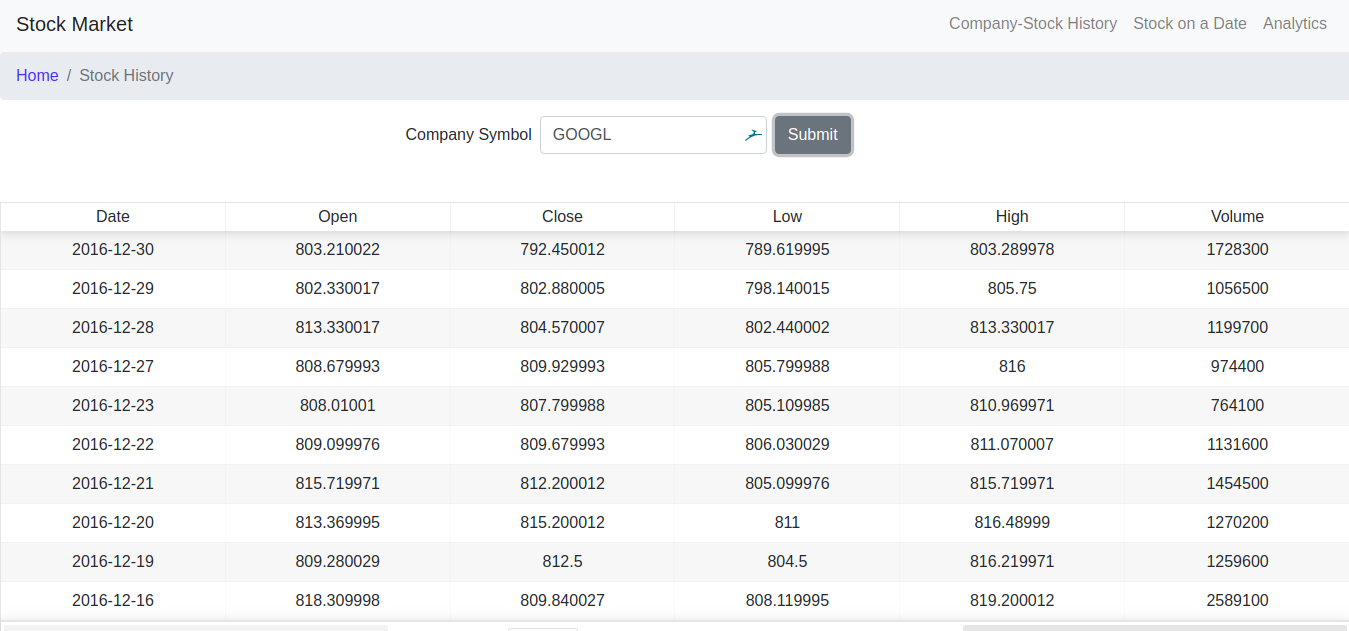 Stock Market Company-Stock History Stock on a Date Analytics
Home / Stock History
Company Symbol GOOGL Submit
Date Open Close Low High Volume
2016-12-30 803.210022 792.450012 789.619995 803.289978 1728300
2016-12-29 802.330017 802.880005 798.140015 805.75 1056500
2016-12-28 813.330017 804.570007 802.440002 813.330017 1199700
2016-12-27 808.679993 809.929993 805.799988 816 974400
2016-12-23 808.01001 807.799988 805.109985 810.969971 764100
2016-12-22 809.099976 809.679993 806.030029 811.070007 1131600
2016-12-21 815.719971 812.200012 805.099976 815.719971 1454500
2016-12-20 813.369995 815.200012 811 816.48999 1270200
2016-12-19 809.280029 812.5 804.5 816.219971 1259600
2016-12-16 818.309998 809.840027 808.119995 819.200012 2589100